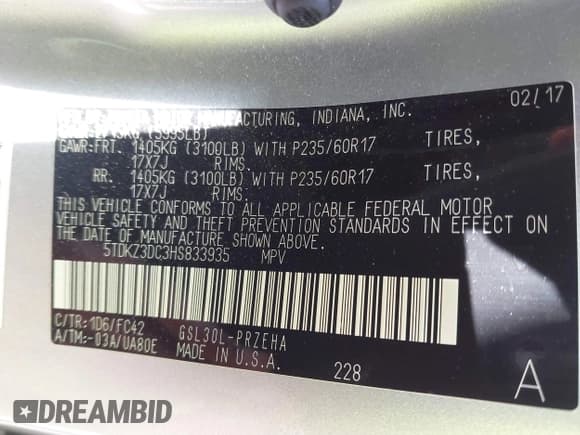 MANUFACTURING, INDIANA, INC. 02/17
(5995LB)
GAWR:FRT. 1405KG (3100LB) WITH P235/60R17 TIRES,
17X7J RIMS.
RR. 1405KG (3100LB) WITH P235/60R17 TIRES,
17X7J RIMS.
THIS VEHICLE CONFORMS TO ALL APPLICABLE FEDERAL MOTOR
VEHICLE SAFETY AND THEFT PREVENTION STANDARDS IN EFFECT ON
THE DATE OF MANUFACTURE SHOWN ABOVE.
5TDKZ3DC3HS833935 MPV
C/TR:1D6/FC42 GSL30L-PRZEHA
A/TM:-03A/UA80E MADE IN U.S.A.
228 A
DREAMBID